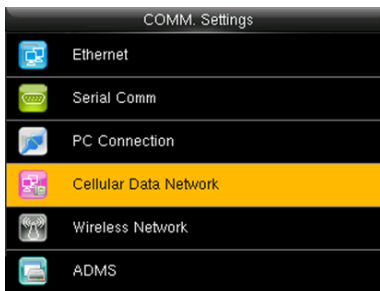 COMM. Settings
Ethernet
Serial Comm
PC Connection
Cellular Data Network
Wireless Network
ADMS